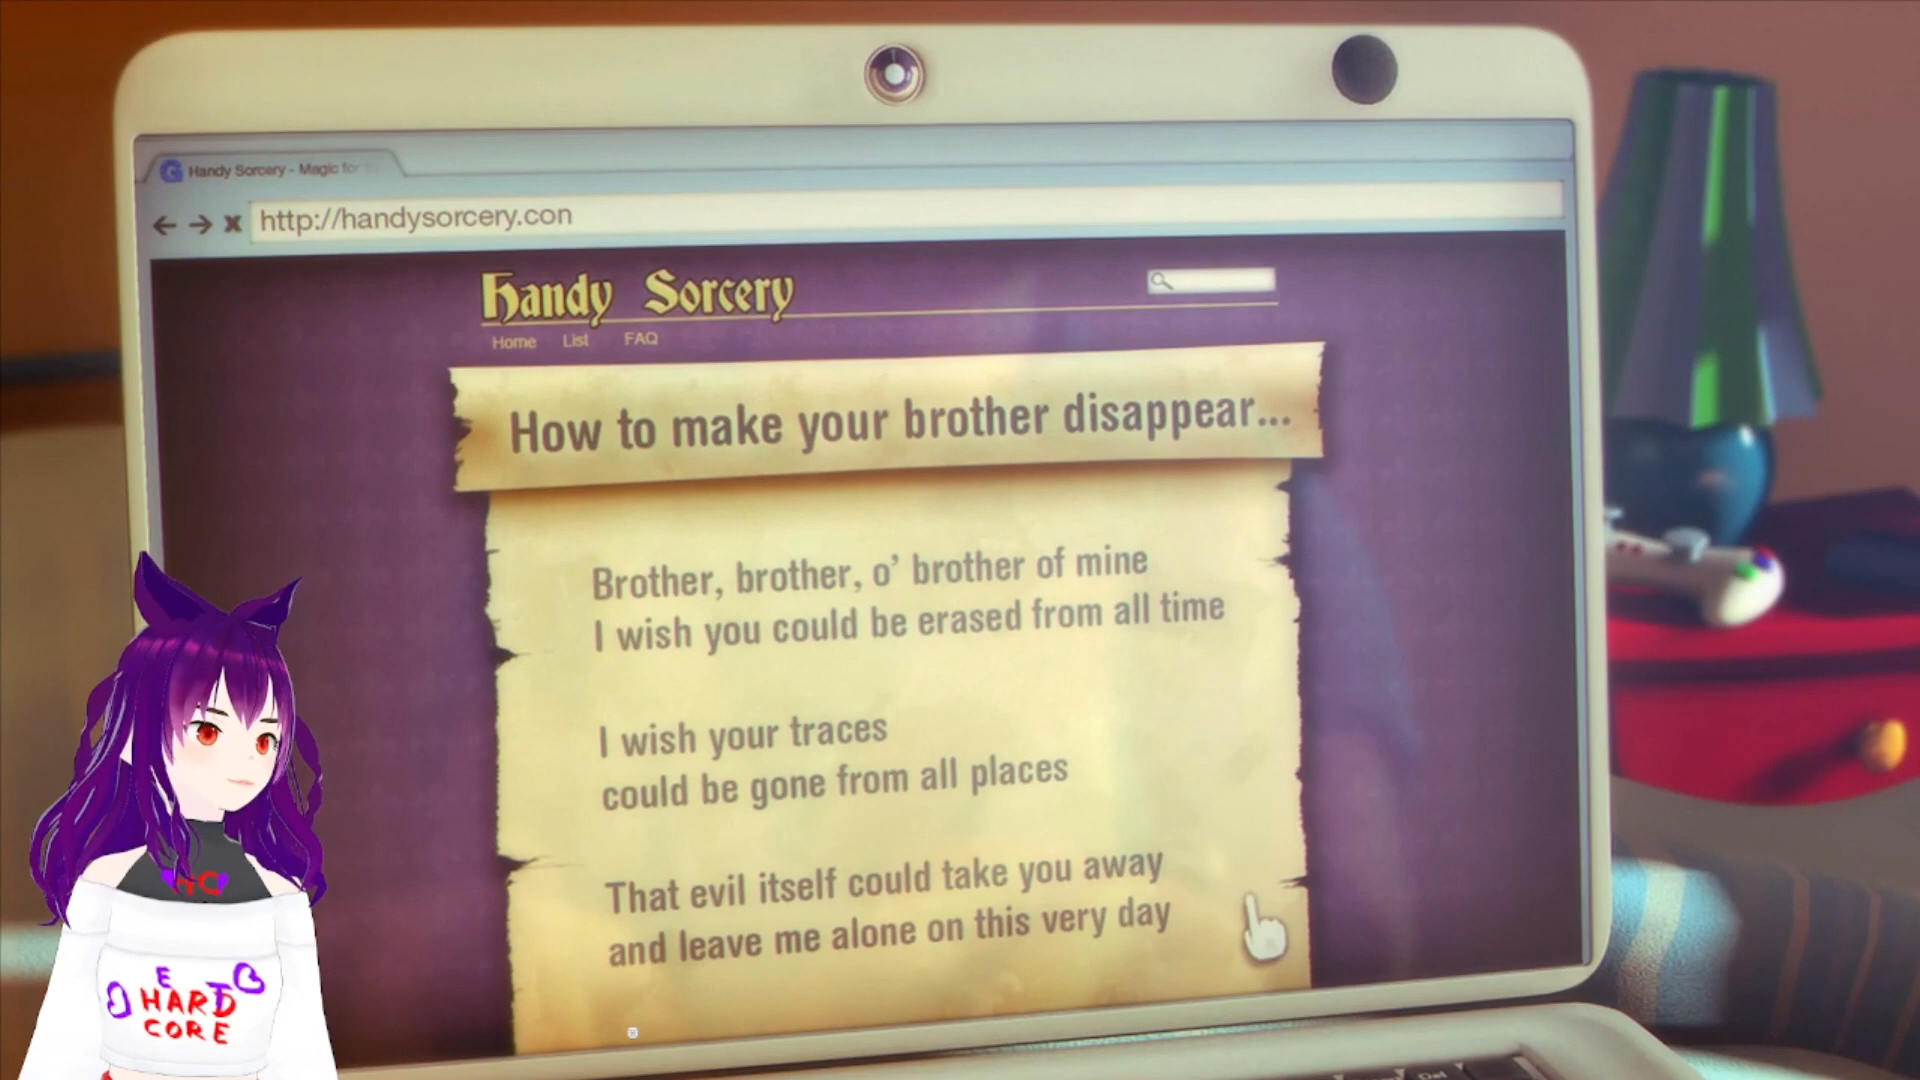 Handy Sorcery - Magic for
http://handysorcery.con
Handy Sorcery
Home List FAQ
How to make your brother disappear...
Brother, brother, o' brother of mine
I wish you could be erased from all time
I wish your traces
could be gone from all places
That evil itself could take you away
and leave me alone on this very day
HC
HEART
HARD
CORE
Del